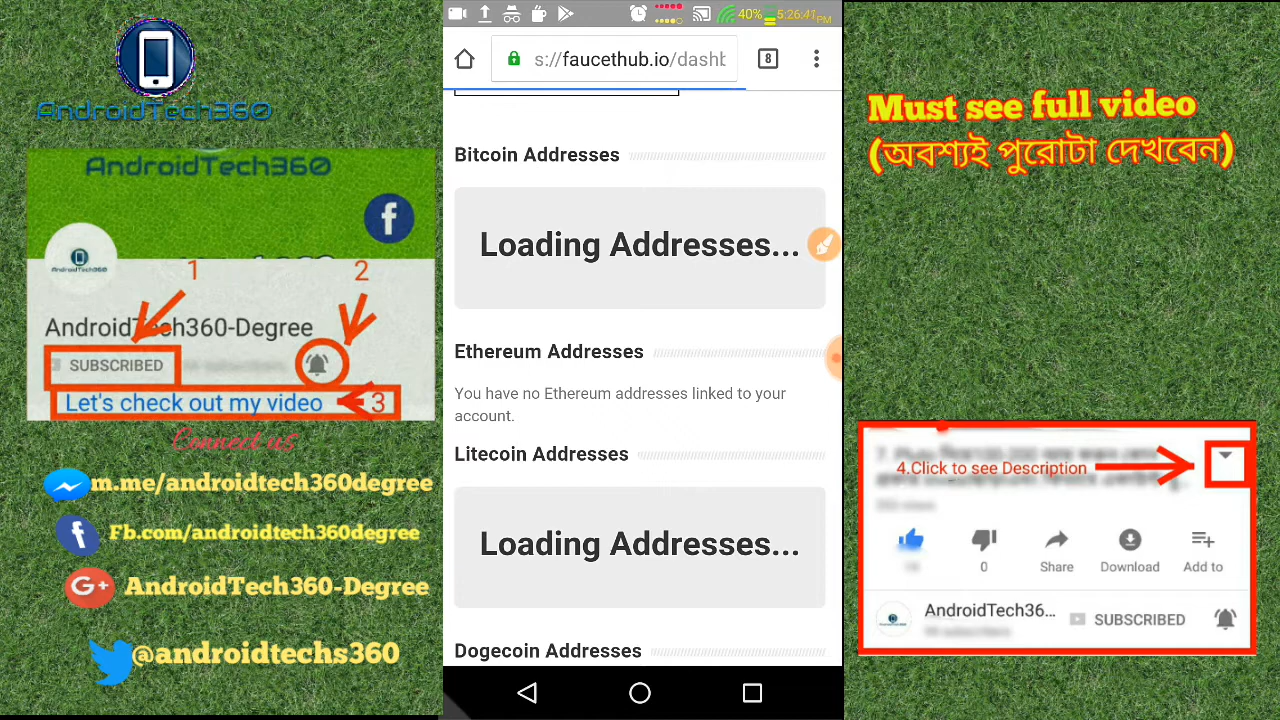 AndroidTech360
AndroidTech360
AndroidTech360
1
2
AndroidTech360-Degree
SUBSCRIBED
Let's check out my video
3
Connect us
m.me/androidtech360degree
Fb.com/androidtech360degree
G+ AndroidTech360-Degree
@androidtechs360
40% 5:26:41 PM
s://faucethub.io/dashb
8
Bitcoin Addresses
Loading Addresses...
Ethereum Addresses
You have no Ethereum addresses linked to your
account.
Litecoin Addresses
Loading Addresses...
Dogecoin Addresses
Must see full video
(অবশ্যই পুরোটা দেখবেন)
4.Click to see Description
0
Share
Download
Add to
AndroidTech36...
SUBSCRIBED